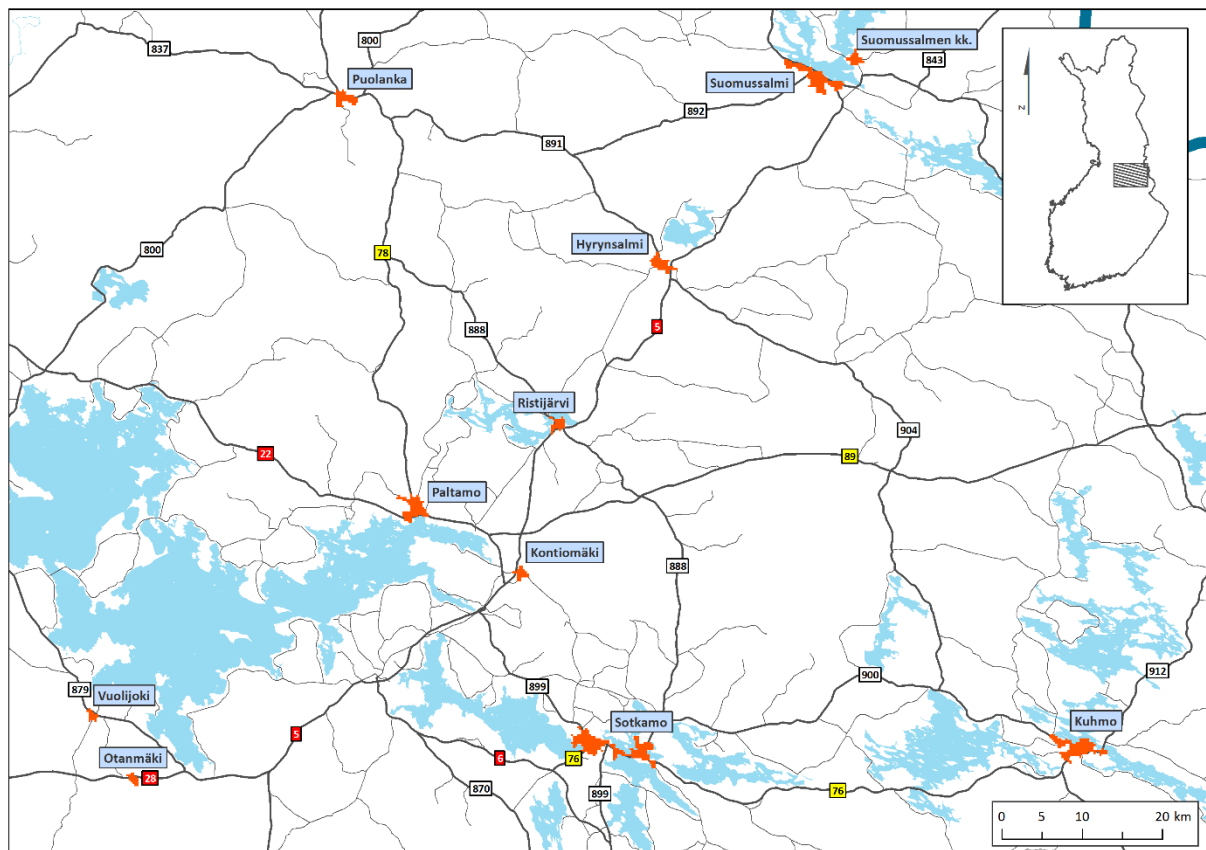 837
800
Suomussalmen kk.
843
Puolanka
Suomussalmi
892
891
N
800
78
Hyrynsalmi
888
5
Ristijärvi
904
22
89
Paltamo
Kontiomäki
888
879
Vuolijoki
899
900
912
Sotkamo
Kuhmo
5
Otanmäki
28
6
76
870
899
76
0 5 10 20 km